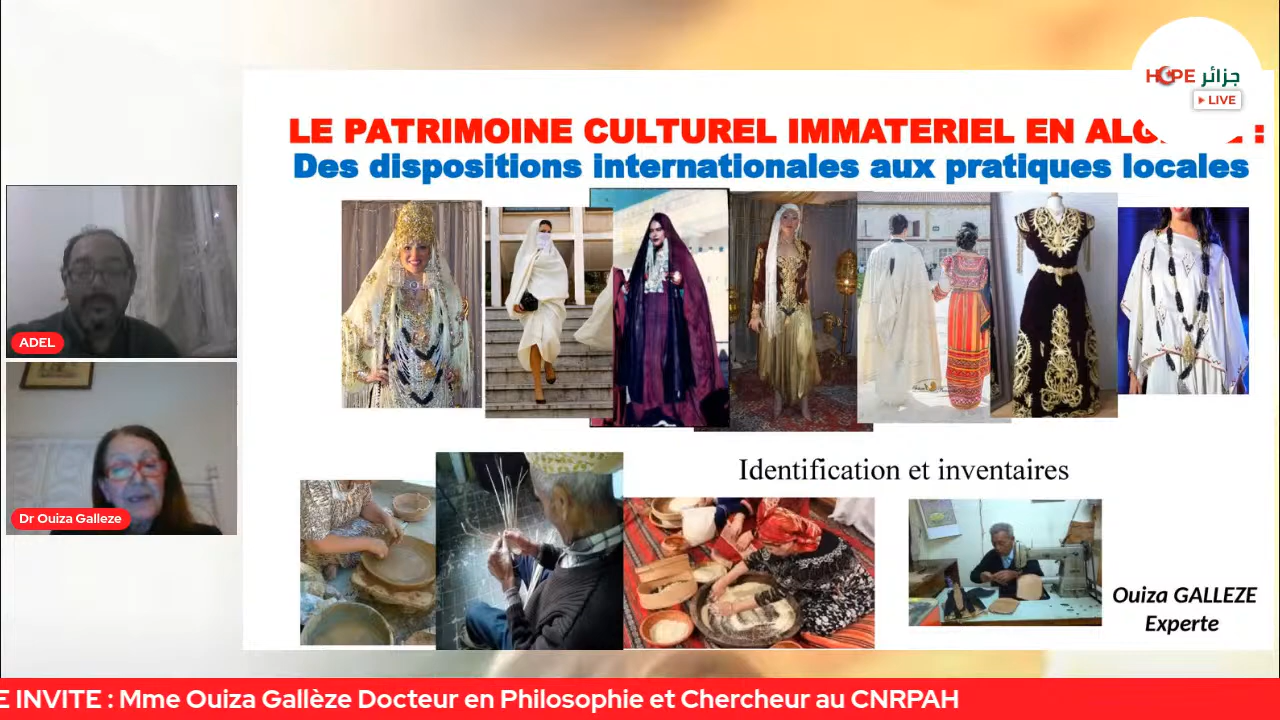 HOPE جزائر
LIVE
LE PATRIMOINE CULTUREL IMMATERIEL EN :
Des dispositions internationales aux pratiques locales
ADEL
Dr Ouiza Galleze
Identification et inventaires
Ouiza GALLEZE
Experte
E INVITE : Mme Ouiza Gallèze Docteur en Philosophie et Chercheur au CNRPAH